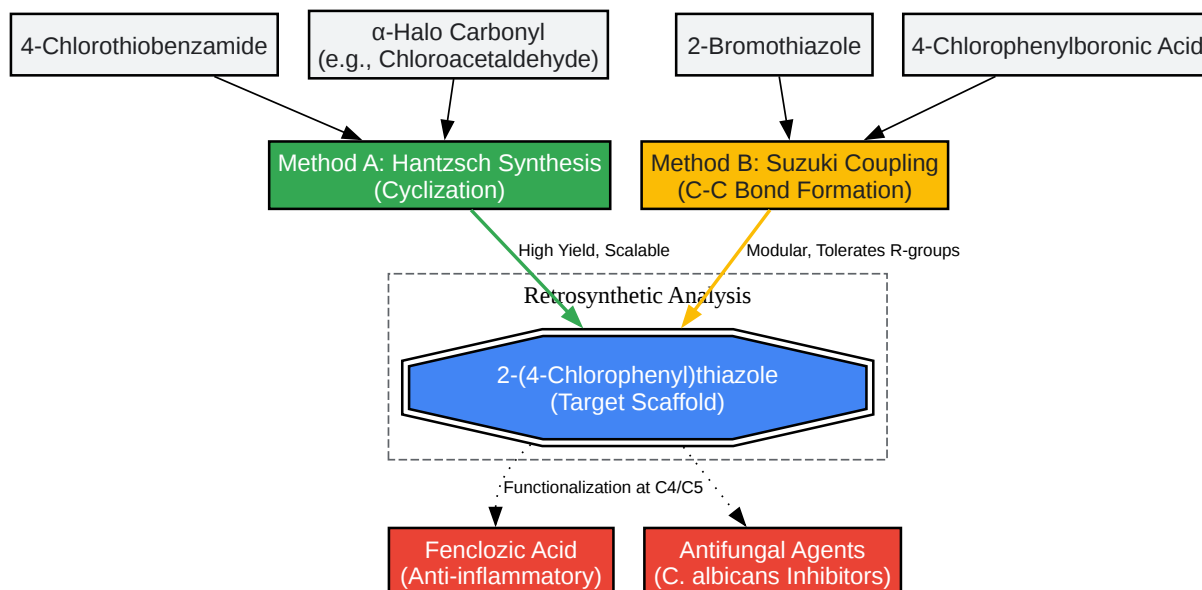 4-Chlorothiobenzamide
α-Halo Carbonyl
(e.g., Chloroacetaldehyde)
2-Bromothiazole
4-Chlorophenylboronic Acid
Method A: Hantzsch Synthesis
(Cyclization)
Method B: Suzuki Coupling
(C-C Bond Formation)
High Yield, Scalable
Modular, Tolerates R-groups
Retrosynthetic Analysis
2-(4-Chlorophenyl)thiazole
(Target Scaffold)
Functionalization at C4/C5
Fenclozic Acid
(Anti-inflammatory)
Antifungal Agents
(C. albicans Inhibitors)